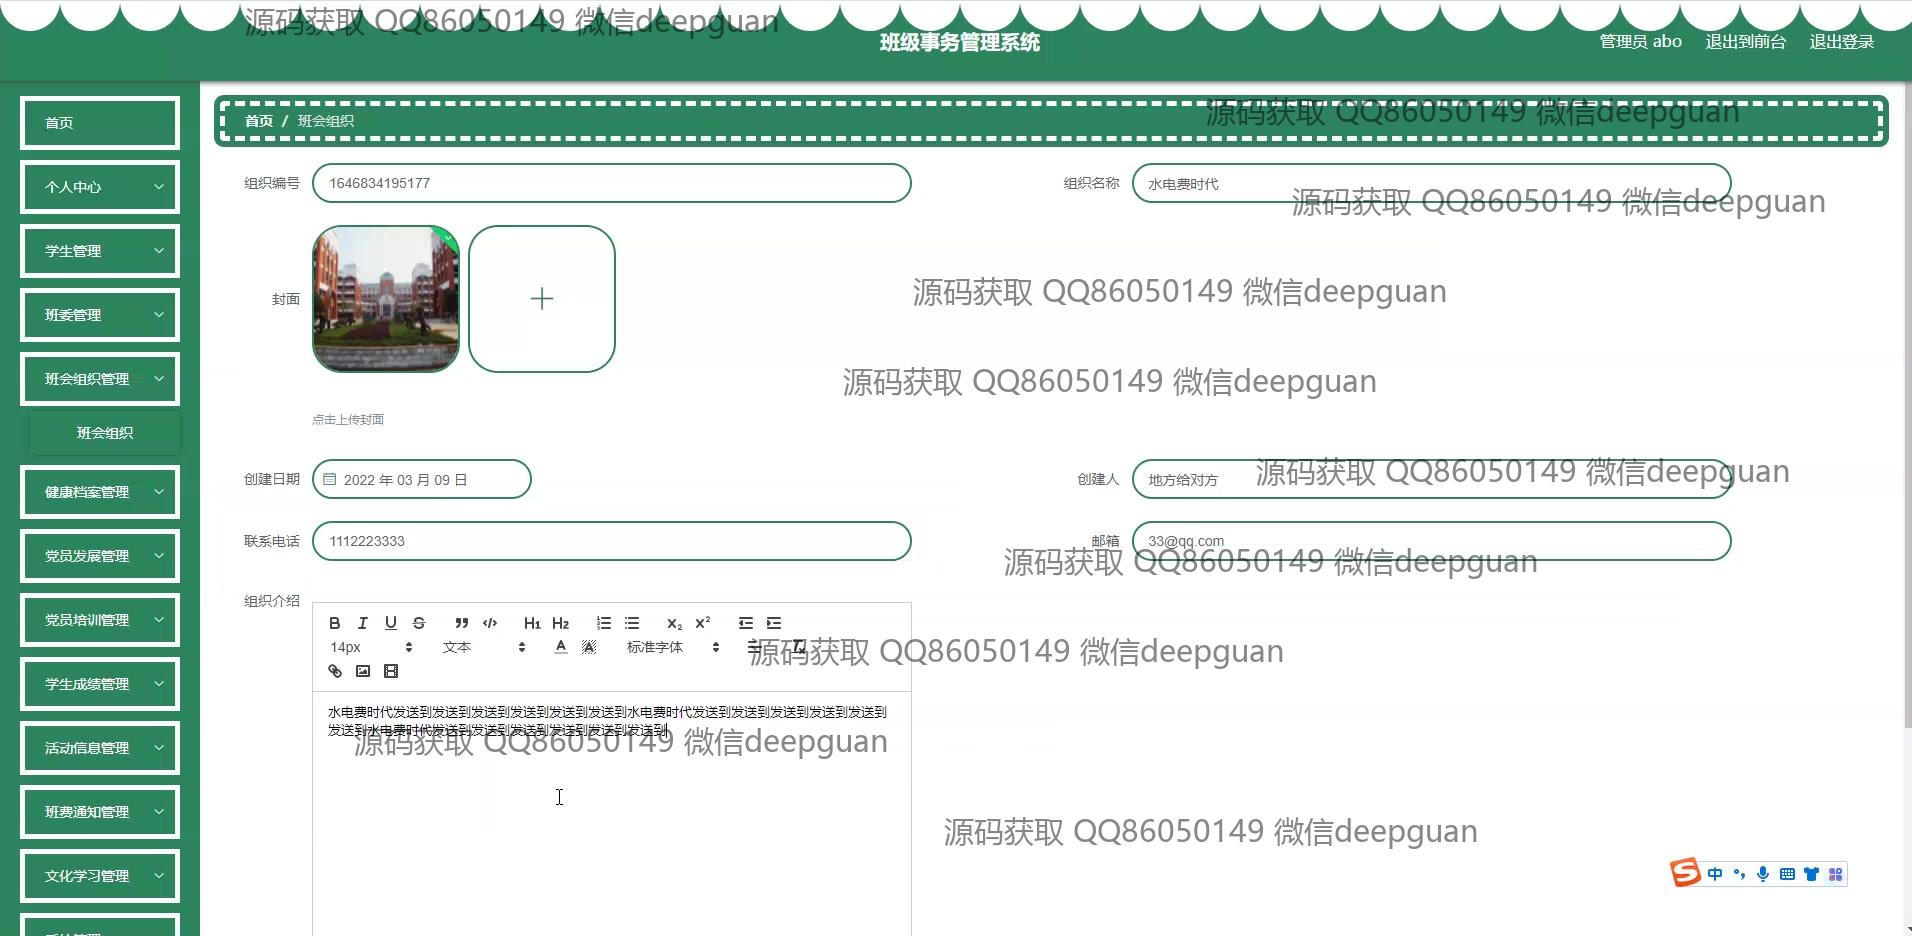 源码获取 QQ86050149 微信deepguan
班级事务管理系统
管理员 abo 退出到前台 退出登录
首页
首页 / 班会组织
源码获取 QQ86050149 微信deepguan
个人中心
组织编号 1646834195177
组织名称 水电费时代
源码获取 QQ86050149 微信deepguan
学生管理
封面
源码获取 QQ86050149 微信deepguan
班委管理
班会组织管理
源码获取 QQ86050149 微信deepguan
点击上传封面
班会组织
创建日期 2022 年 03 月 09 日
创建人 地方给对方
源码获取 QQ86050149 微信deepguan
健康档案管理
联系电话 1112223333
邮箱 33@qq.com
源码获取 QQ86050149 微信deepguan
党员发展管理
组织介绍
党员培训管理
B I U S H1 H2 X2 X2
14px 文本 A A 标准字体
源码获取 QQ86050149 微信deepguan
学生成绩管理
水电费时代发送到发送到发送到发送到发送到发送到水电费时代发送到发送到发送到发送到发送到
发送到水电费时代发送到发送到发送到发送到发送到发送到
源码获取 QQ86050149 微信deepguan
活动信息管理
班费通知管理
源码获取 QQ86050149 微信deepguan
文化学习管理
中